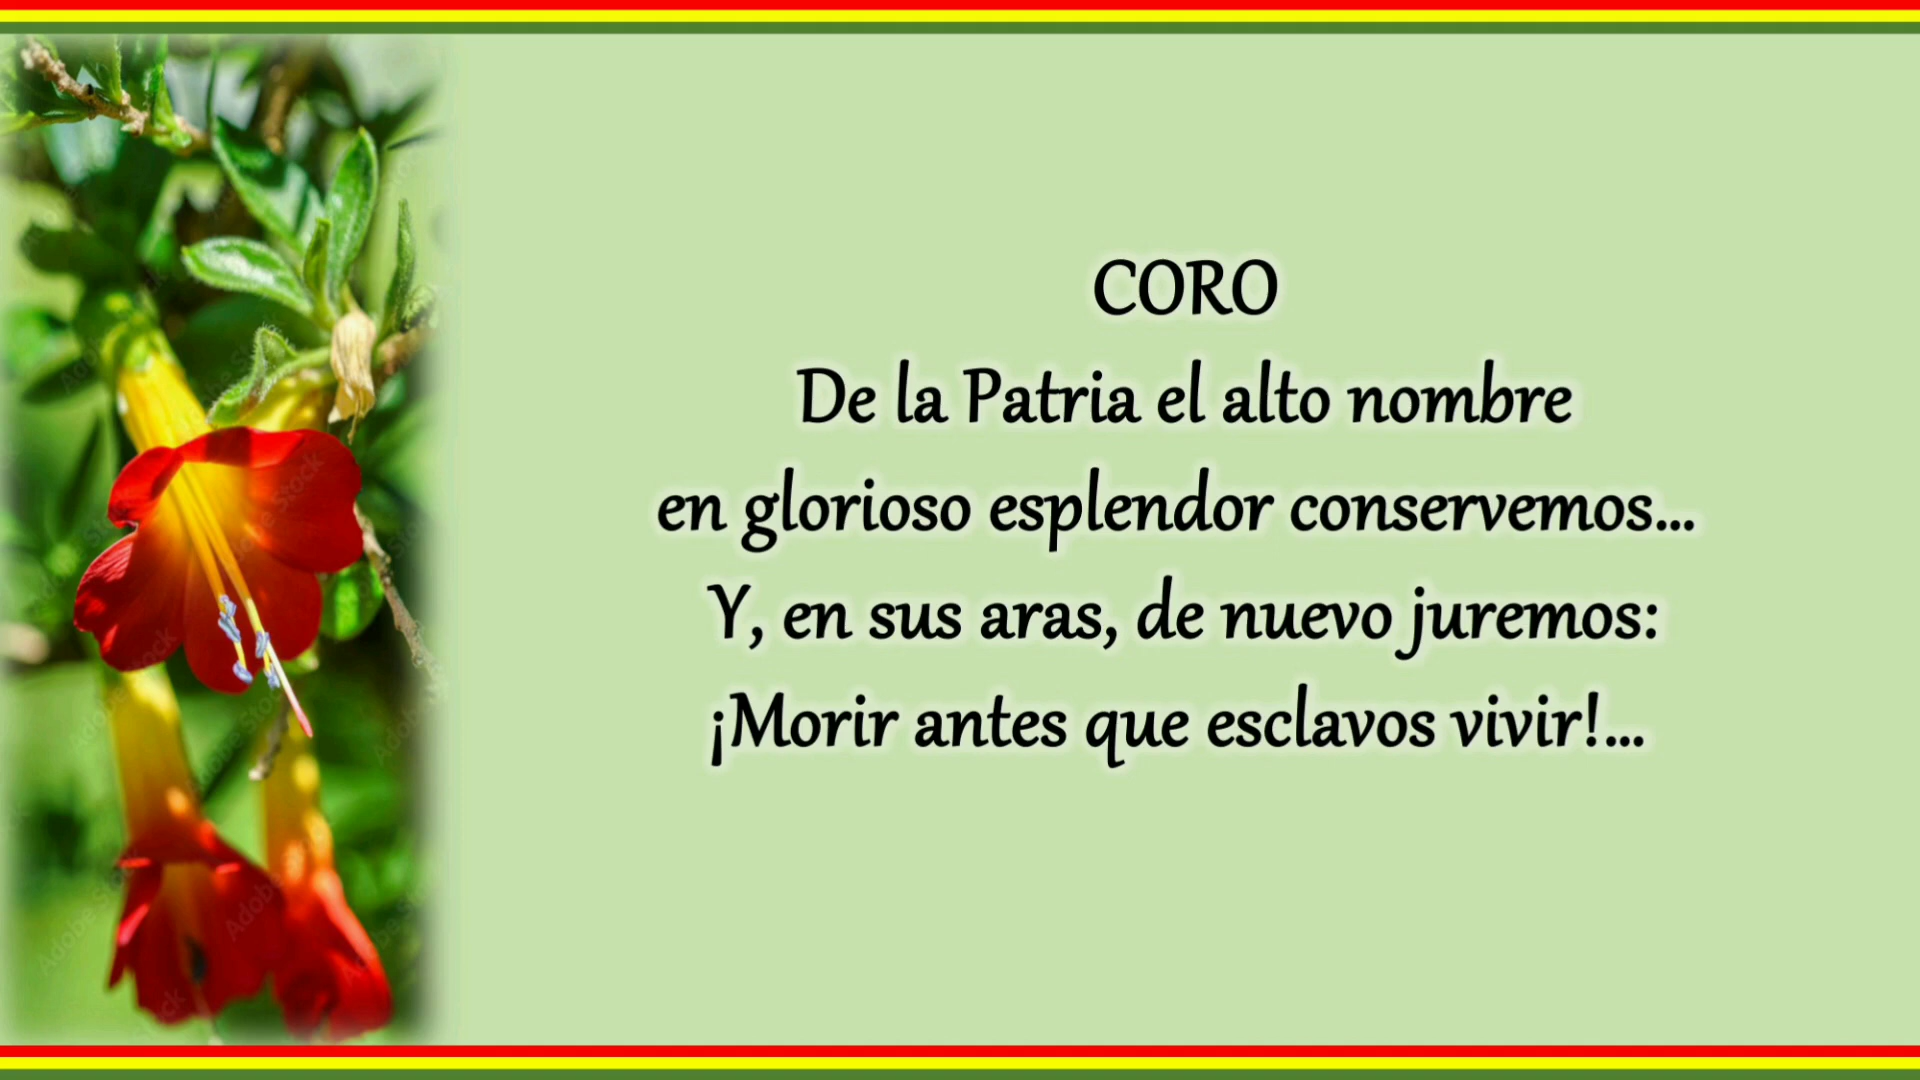 CORO
De la Patria el alto nombre
en glorioso esplendor conservemos...
Y, en sus aras, de nuevo juremos:
¡Morir antes que esclavos vivir!...